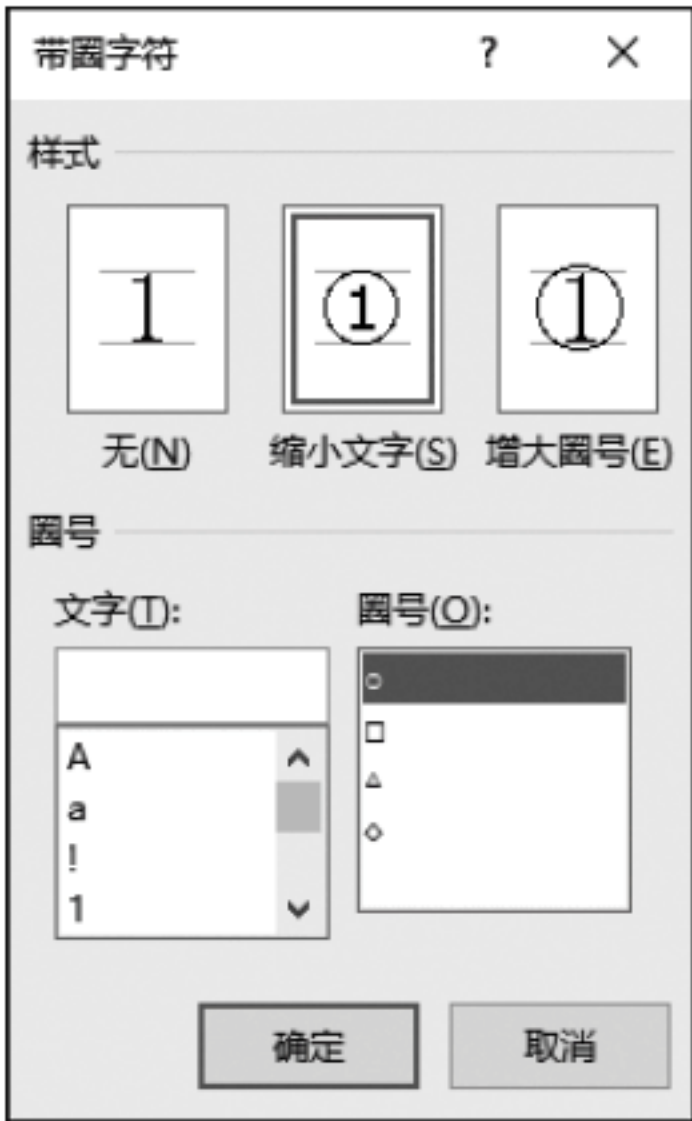 带圈字符 ? ×
样式
1 ① ①
无(N) 缩小文字(S) 增大圈号(E)
圈号
文字(T): 圈号(O):
A ○
a □
! △
1 ◇
确定 取消